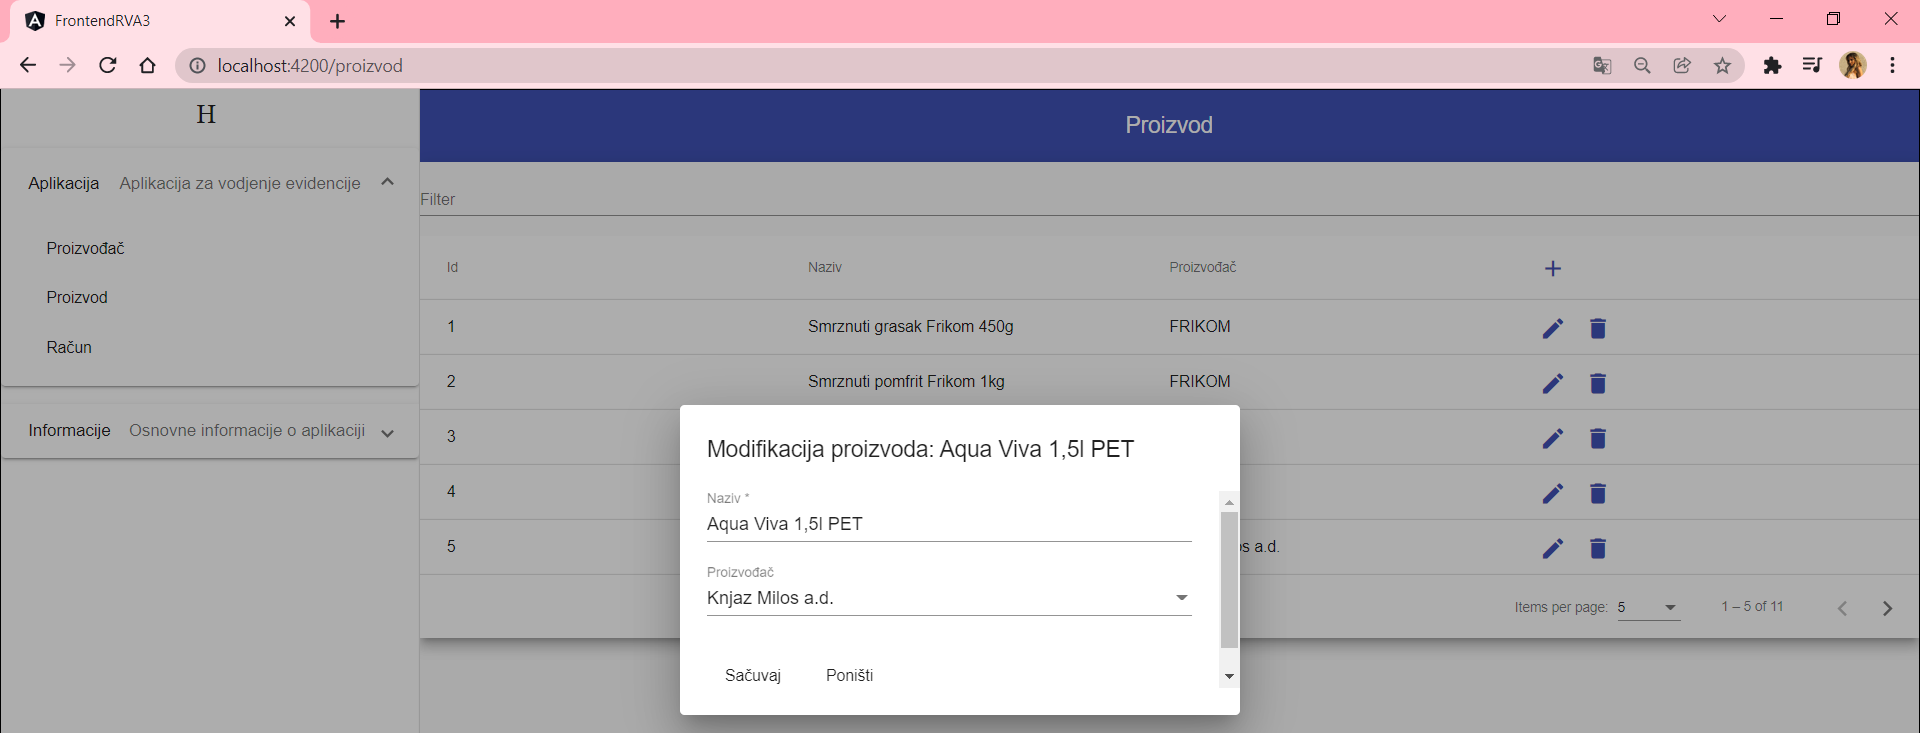 FrontendRVA3
localhost:4200/proizvod
H
Proizvod
Aplikacija Aplikacija za vodjenje evidencije
Proizvođač
Proizvod
Račun
Informacije Osnovne informacije o aplikaciji
Filter
Id Naziv Proizvođač
1 Smrznuti grasak Frikom 450g FRIKOM
2 Smrznuti pomfrit Frikom 1kg FRIKOM
3
4
5 os a.d.
Items per page: 5 1 – 5 of 11
Modifikacija proizvoda: Aqua Viva 1,5l PET
Naziv *
Aqua Viva 1,5l PET
Proizvođač
Knjaz Milos a.d.
Sačuvaj Poništi